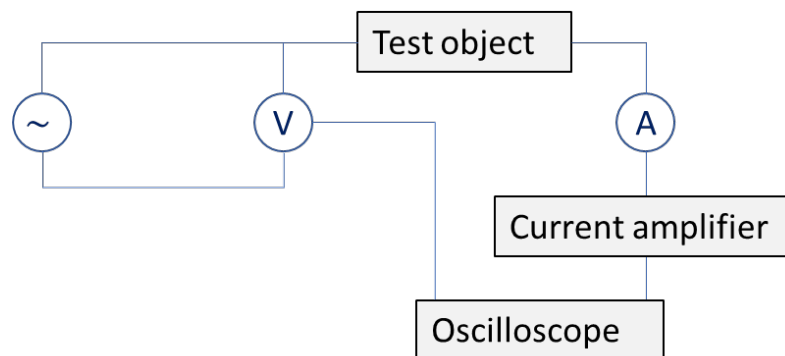 Test object
~
V
A
Current amplifier
Oscilloscope